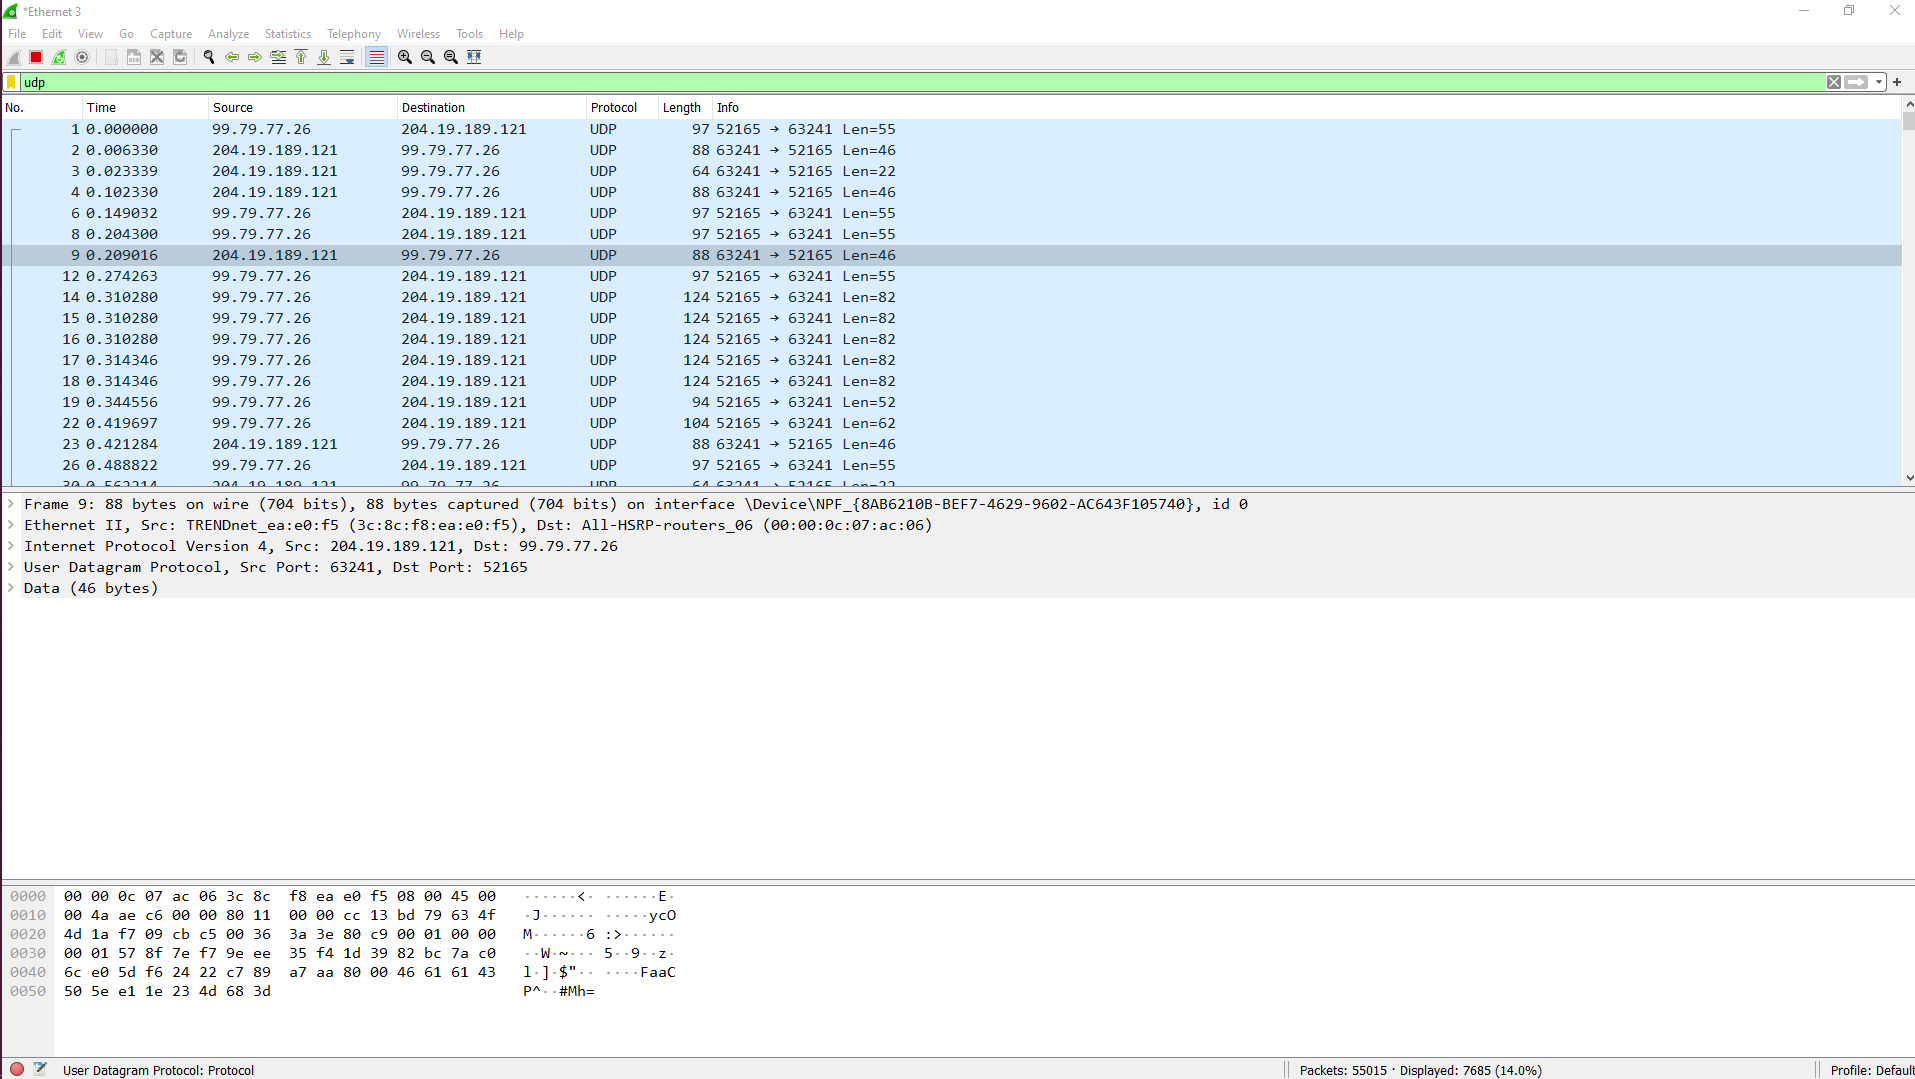 *Ethernet 3
File Edit View Go Capture Analyze Statistics Telephony Wireless Tools Help
udp
No. Time Source Destination Protocol Length Info
1 0.000000 99.79.77.26 204.19.189.121 UDP 97 52165 → 63241 Len=55
2 0.006330 204.19.189.121 99.79.77.26 UDP 88 63241 → 52165 Len=46
3 0.023339 204.19.189.121 99.79.77.26 UDP 64 63241 → 52165 Len=22
4 0.102330 204.19.189.121 99.79.77.26 UDP 88 63241 → 52165 Len=46
6 0.149032 99.79.77.26 204.19.189.121 UDP 97 52165 → 63241 Len=55
8 0.204300 99.79.77.26 204.19.189.121 UDP 97 52165 → 63241 Len=55
9 0.209016 204.19.189.121 99.79.77.26 UDP 88 63241 → 52165 Len=46
12 0.274263 99.79.77.26 204.19.189.121 UDP 97 52165 → 63241 Len=55
14 0.310280 99.79.77.26 204.19.189.121 UDP 124 52165 → 63241 Len=82
15 0.310280 99.79.77.26 204.19.189.121 UDP 124 52165 → 63241 Len=82
16 0.310280 99.79.77.26 204.19.189.121 UDP 124 52165 → 63241 Len=82
17 0.314346 99.79.77.26 204.19.189.121 UDP 124 52165 → 63241 Len=82
18 0.314346 99.79.77.26 204.19.189.121 UDP 124 52165 → 63241 Len=82
19 0.344556 99.79.77.26 204.19.189.121 UDP 94 52165 → 63241 Len=52
22 0.419697 99.79.77.26 204.19.189.121 UDP 104 52165 → 63241 Len=62
23 0.421284 204.19.189.121 99.79.77.26 UDP 88 63241 → 52165 Len=46
26 0.488822 99.79.77.26 204.19.189.121 UDP 97 52165 → 63241 Len=55
30 0.562214 204.19.189.121 99.79.77.26 UDP 64 63241 → 52165 Len=22
Frame 9: 88 bytes on wire (704 bits), 88 bytes captured (704 bits) on interface \Device\NPF_{8AB6210B-BEF7-4629-9602-AC643F105740}, id 0
Ethernet II, Src: TRENDnet_ea:e0:f5 (3c:8c:f8:ea:e0:f5), Dst: All-HSRP-routers_06 (00:00:0c:07:ac:06)
Internet Protocol Version 4, Src: 204.19.189.121, Dst: 99.79.77.26
User Datagram Protocol, Src Port: 63241, Dst Port: 52165
Data (46 bytes)
0000 00 00 0c 07 ac 06 3c 8c f8 ea e0 f5 08 00 45 00 ······<· ······E·
0010 00 4a ae c6 00 00 80 11 00 00 cc 13 bd 79 63 4f ·J······ ·····ycO
0020 4d 1a f7 09 cb c5 00 36 3a 3e 80 c9 00 01 00 00 M······6 :>······
0030 00 01 57 8f 7e f7 9e ee 35 f4 1d 39 82 bc 7a c0 ··W·~··· 5··9··z·
0040 6c e0 5d f6 24 22 c7 89 a7 aa 80 00 46 61 61 43 l·]·$"·· ····FaaC
0050 50 5e e1 1e 23 4d 68 3d P^··#Mh=
User Datagram Protocol: Protocol
Packets: 55015 · Displayed: 7685 (14.0%)
Profile: Default